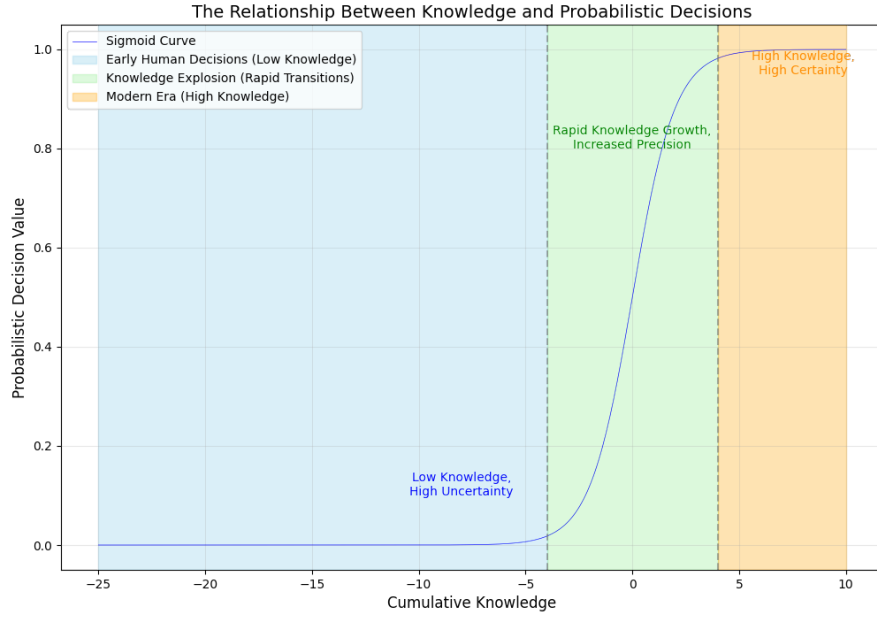 The Relationship Between Knowledge and Probabilistic Decisions
Sigmoid Curve
Early Human Decisions (Low Knowledge)
Knowledge Explosion (Rapid Transitions)
Modern Era (High Knowledge)
High Knowledge,
High Certainty
Rapid Knowledge Growth,
Increased Precision
Low Knowledge,
High Uncertainty
Probabilistic Decision Value
1.0
0.8
0.6
0.4
0.2
0.0
−25
−20
−15
−10
−5
0
5
10
Cumulative Knowledge